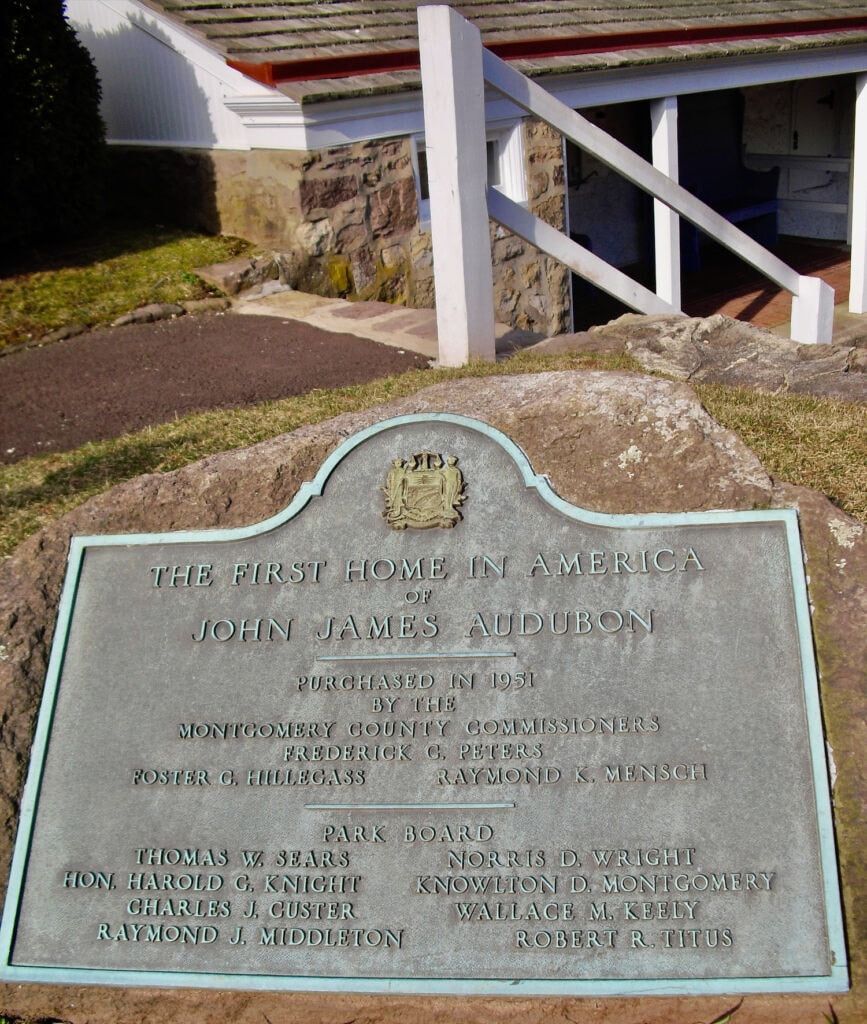 THE FIRST HOME IN AMERICA
OF
JOHN JAMES AUDUBON
PURCHASED IN 1951
BY THE
MONTGOMERY COUNTY COMMISSIONERS
FREDERICK C. PETERS
FOSTER C. HILLEGASS RAYMOND K. MENSCH
PARK BOARD
THOMAS W. SEARS NORRIS D. WRIGHT
HON. HAROLD G. KNIGHT KNOWLTON D. MONTGOMERY
CHARLES J. CUSTER WALLACE M. KEELY
RAYMOND J. MIDDLETON ROBERT R. TITUS